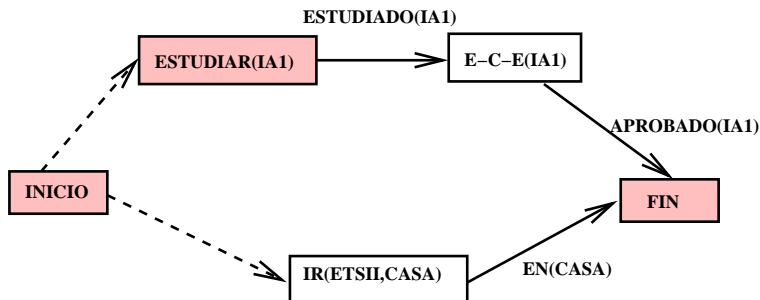 ESTUDIADO(IA1)
ESTUDIAR(IA1)
E–C–E(IA1)
APROBADO(IA1)
INICIO
FIN
IR(ETSII,CASA)
EN(CASA)